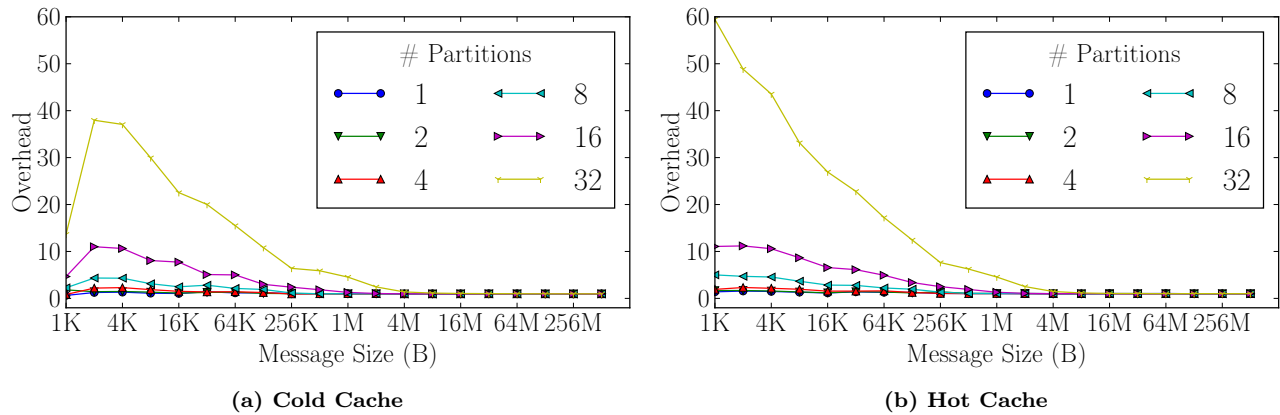 60
50
40
30
20
10
0
Overhead
# Partitions
1 8
2 16
4 32
1K 4K 16K 64K 256K 1M 4M 16M 64M 256M
Message Size (B)
(a) Cold Cache
60
50
40
30
20
10
0
Overhead
# Partitions
1 8
2 16
4 32
1K 4K 16K 64K 256K 1M 4M 16M 64M 256M
Message Size (B)
(b) Hot Cache